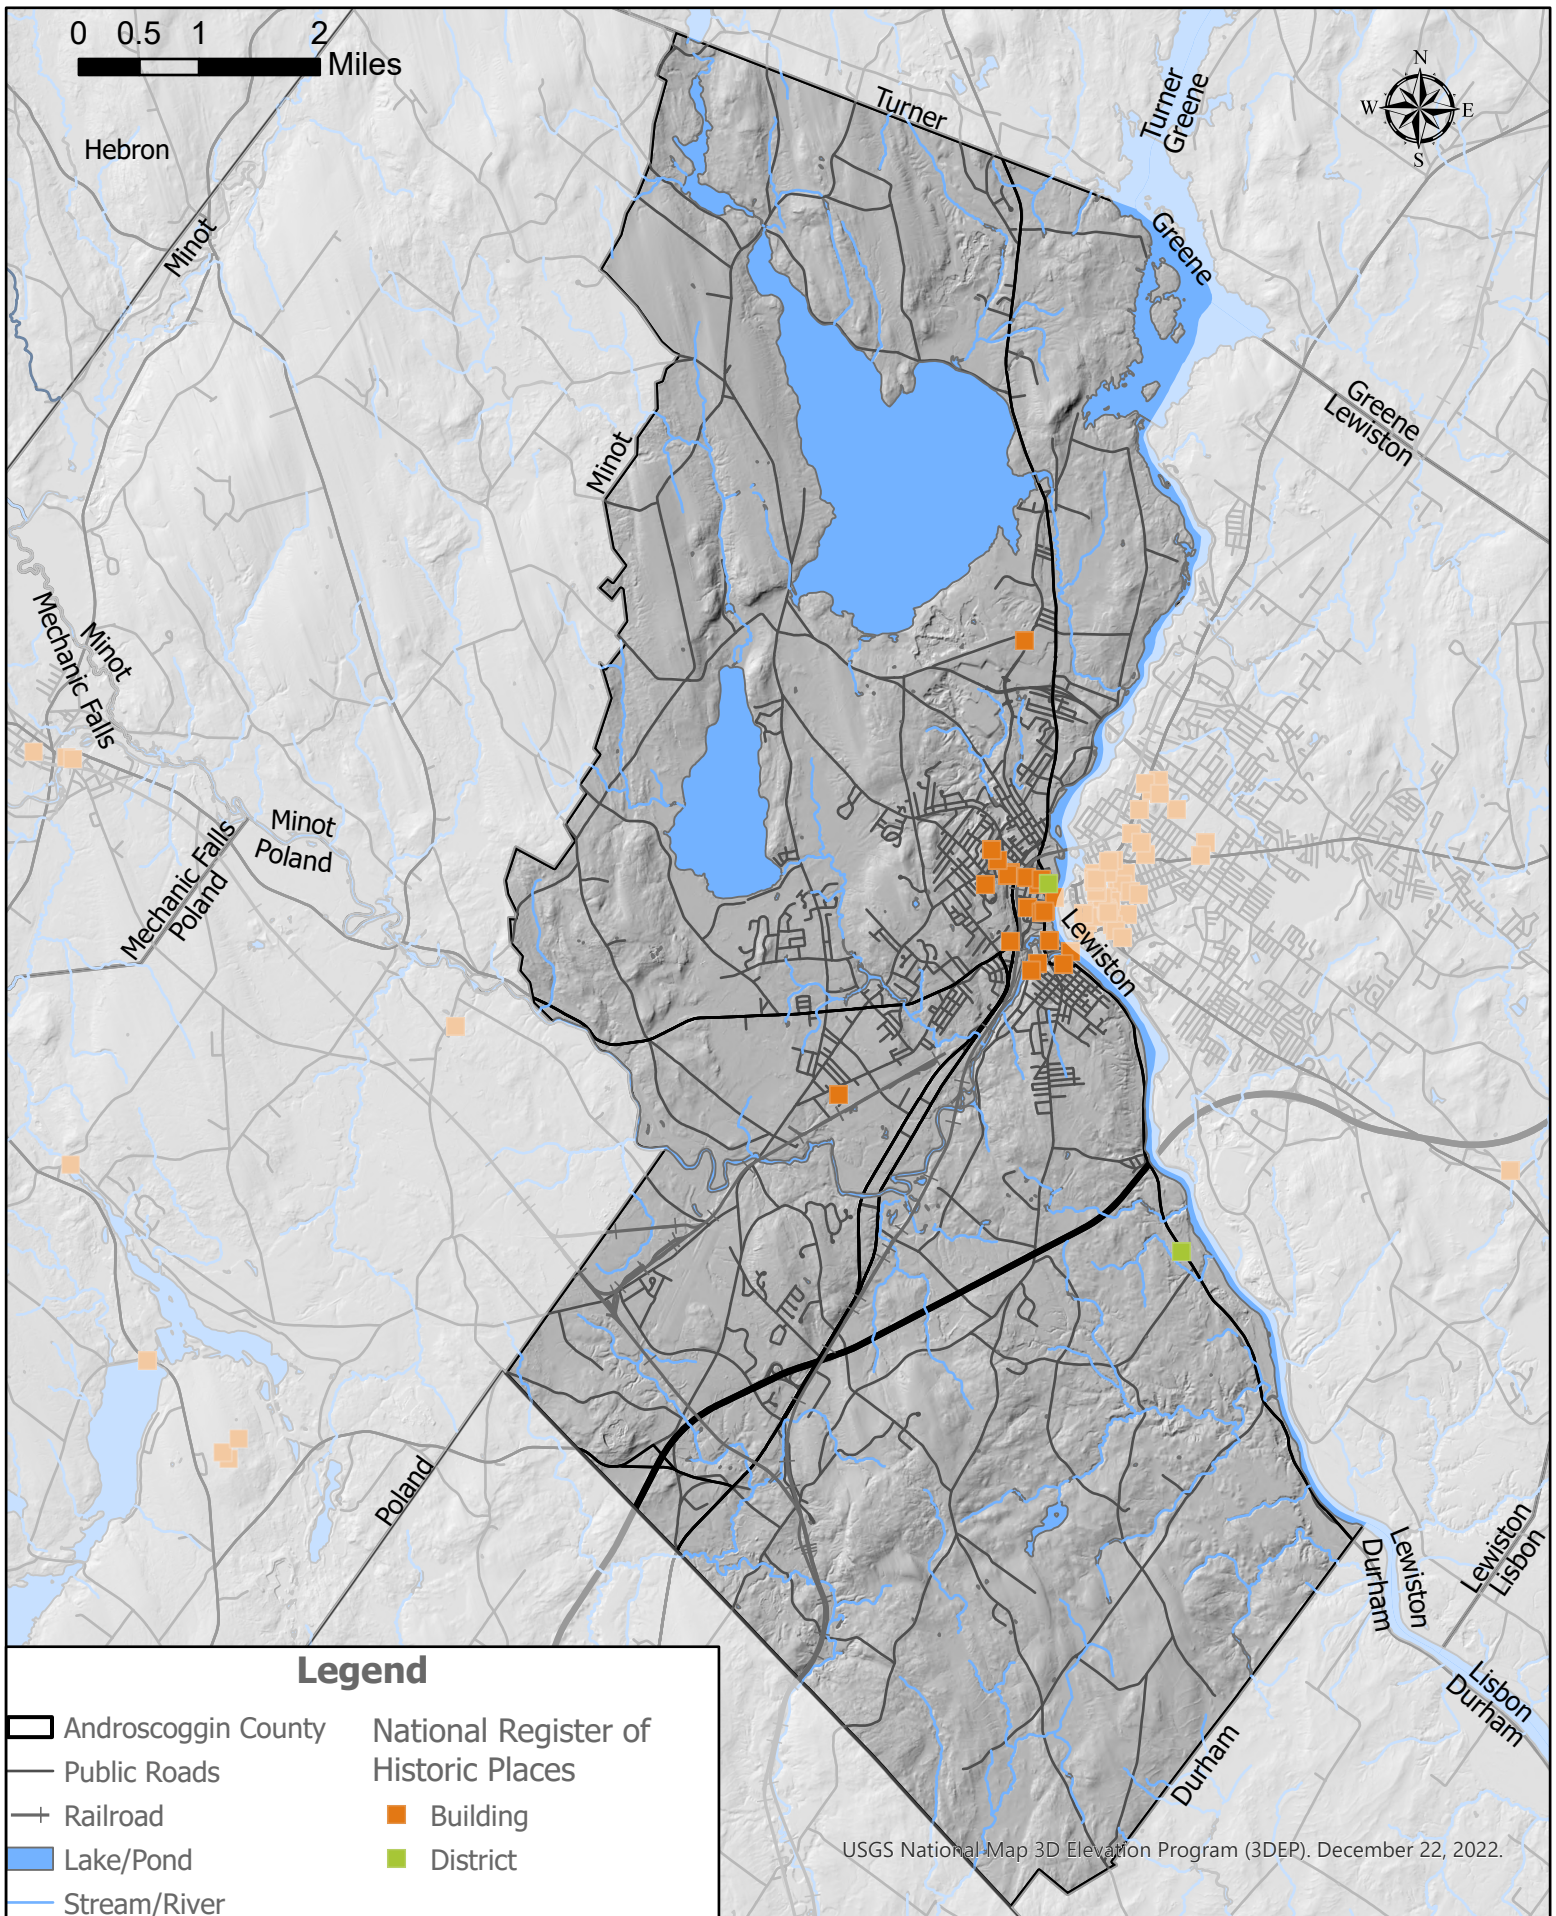 0 0.5 1 2
Miles
N
W E
S
Hebron
Minot
Turner
Turner
Greene
Greene
Greene
Lewiston
Minot
Minot
Mechanic Falls
Minot
Poland
Mechanic Falls
Poland
Lewiston
Poland
Lewiston
Durham
Lewiston
Lisbon
Lisbon
Durham
Durham
Legend
Androscoggin County
Public Roads
Railroad
Lake/Pond
Stream/River
National Register of
Historic Places
Building
District
USGS National Map 3D Elevation Program (3DEP). December 22, 2022.